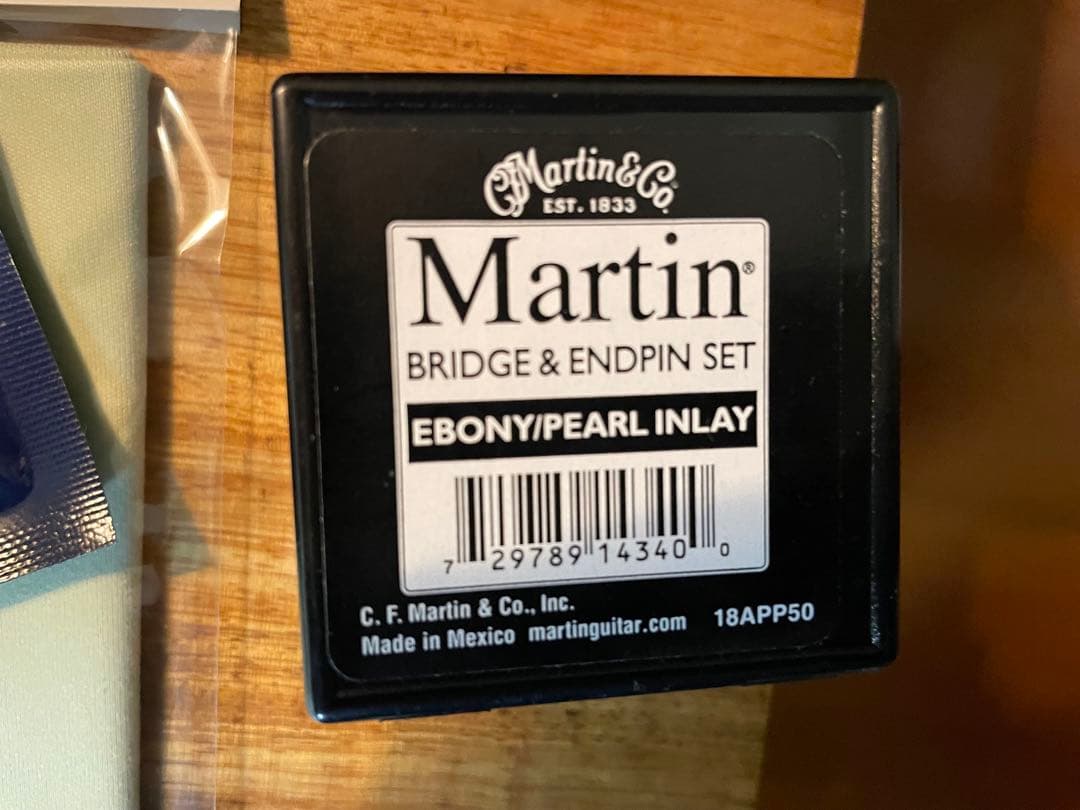 CFMartin & Co.
EST. 1833
Martin®
BRIDGE & ENDPIN SET
EBONY/PEARL INLAY
7 29789 14340 0
C. F. Martin & Co., Inc.
Made in Mexico martinguitar.com 18APP50